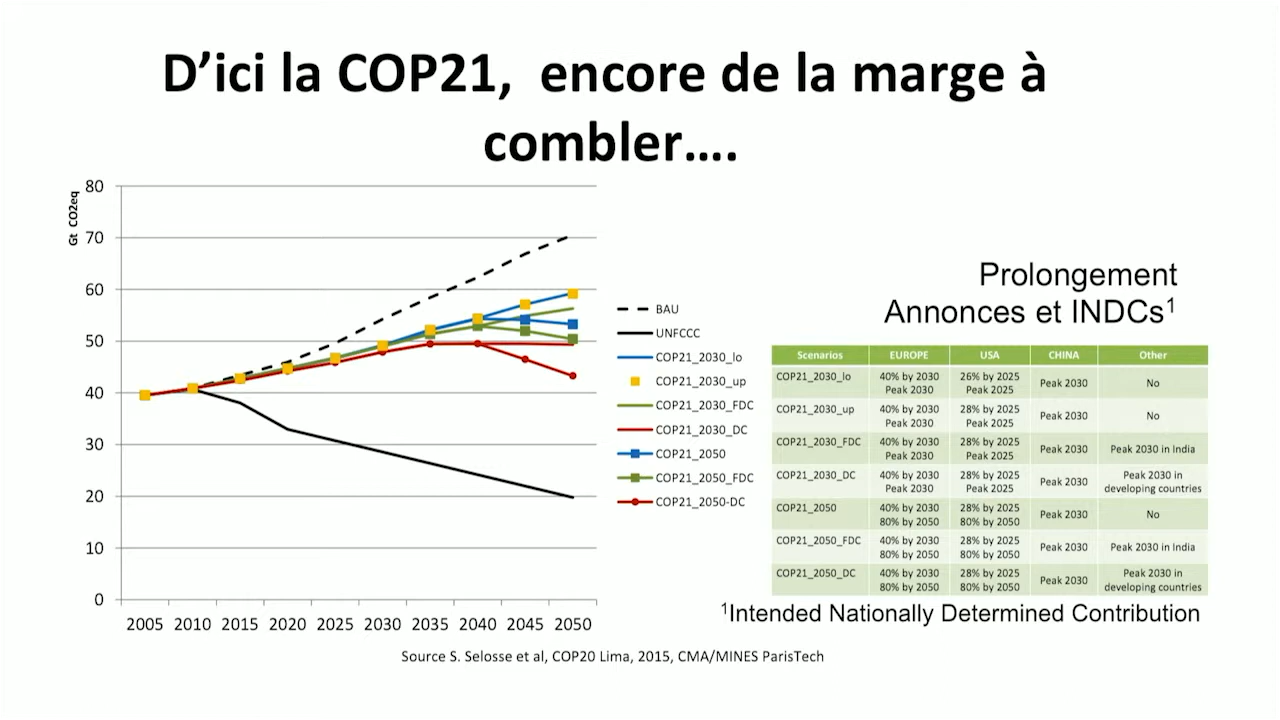 D’ici la COP21, encore de la marge à
combler….
Gt CO2eq
80
70
60
50
40
30
20
10
0
2005 2010 2015 2020 2025 2030 2035 2040 2045 2050
BAU
UNFCCC
COP21_2030_lo
COP21_2030_up
COP21_2030_FDC
COP21_2030_DC
COP21_2050
COP21_2050_FDC
COP21_2050-DC
Prolongement
Annonces et INDCs¹
Scenarios EUROPE USA CHINA Other
COP21_2030_lo 40% by 2030 26% by 2025 Peak 2030 No
Peak 2030 Peak 2025
COP21_2030_up 40% by 2030 28% by 2025 Peak 2030 No
Peak 2030 Peak 2025
COP21_2030_FDC 40% by 2030 28% by 2025 Peak 2030 Peak 2030 in India
Peak 2030 Peak 2025
COP21_2030_DC 40% by 2030 28% by 2025 Peak 2030 Peak 2030 in
Peak 2030 Peak 2025 developing countries
COP21_2050 40% by 2030 28% by 2025 Peak 2030 No
80% by 2050 80% by 2050
COP21_2050_FDC 40% by 2030 28% by 2025 Peak 2030 Peak 2030 in India
80% by 2050 80% by 2050
COP21_2050_DC 40% by 2030 28% by 2025 Peak 2030 Peak 2030 in
80% by 2050 80% by 2050 developing countries
¹Intended Nationally Determined Contribution
Source S. Selosse et al, COP20 Lima, 2015, CMA/MINES ParisTech